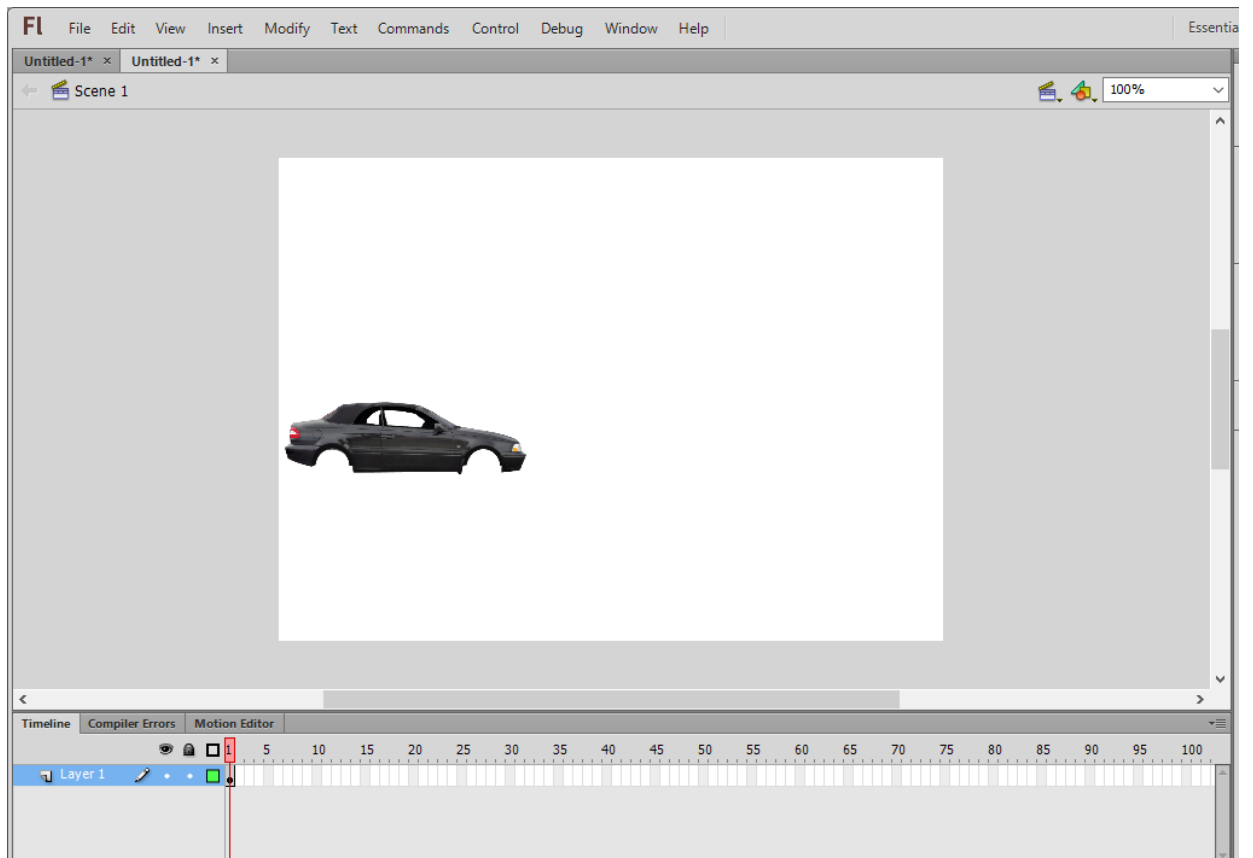 Fl File Edit View Insert Modify Text Commands Control Debug Window Help Essentia
Untitled-1* × Untitled-1* ×
Scene 1 100%
Timeline Compiler Errors Motion Editor
1 5 10 15 20 25 30 35 40 45 50 55 60 65 70 75 80 85 90 95 100
Layer 1